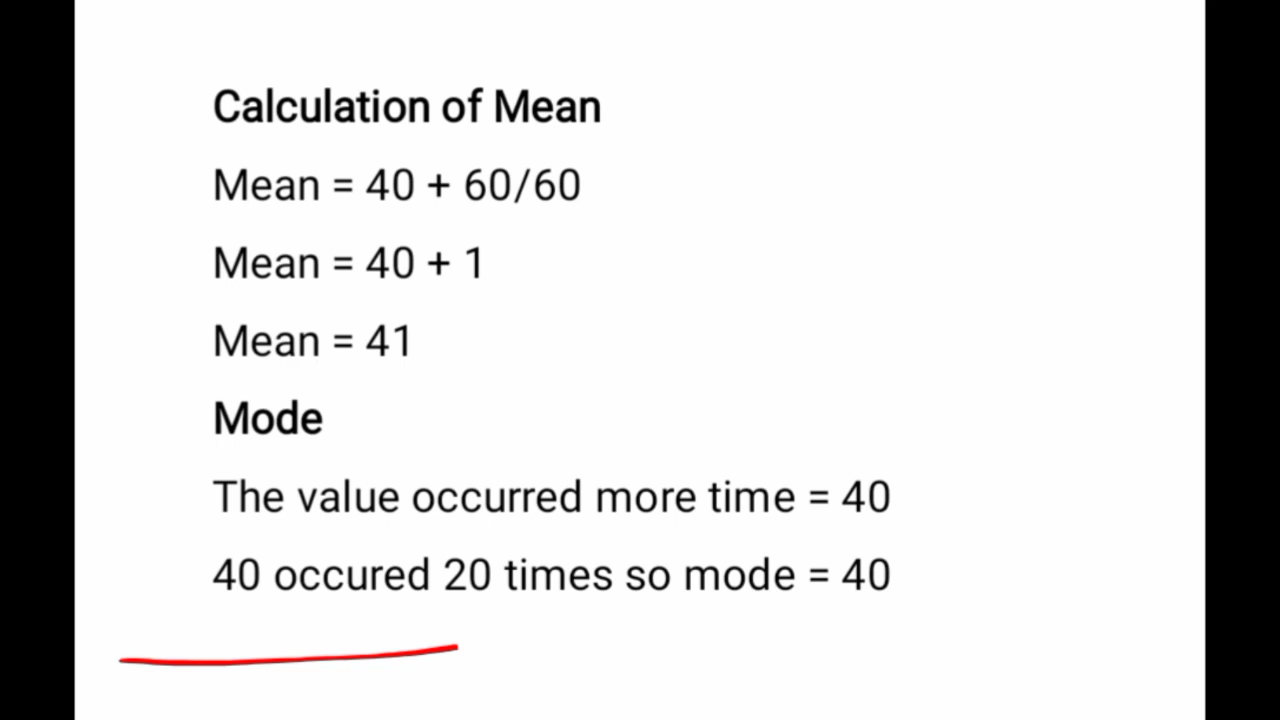 Calculation of Mean
Mean = 40 + 60/60
Mean = 40 + 1
Mean = 41
Mode
The value occurred more time = 40
40 occured 20 times so mode = 40